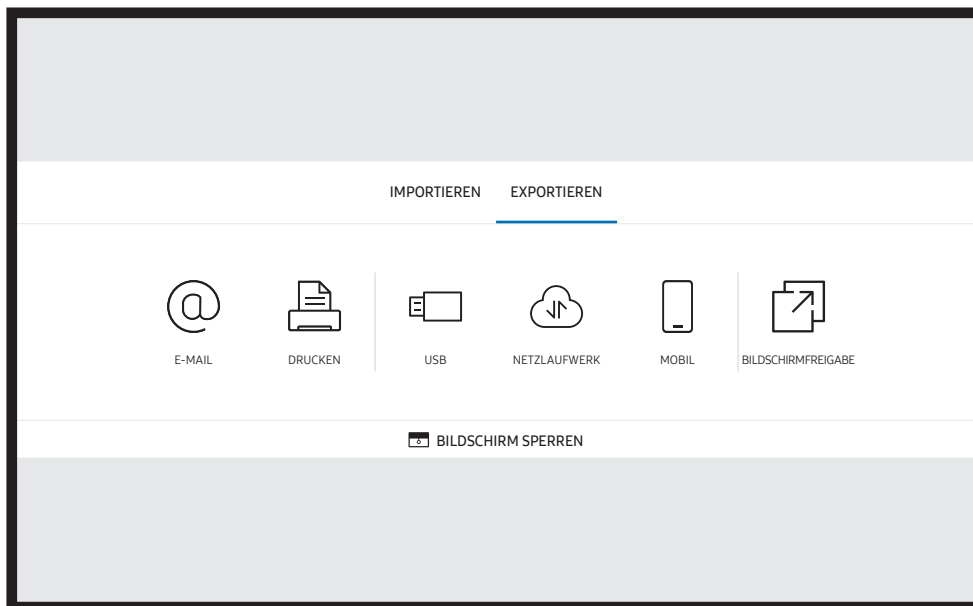 IMPORTIEREN EXPORTIEREN
E-MAIL DRUCKEN USB NETZLAUFWERK MOBIL BILDSCHIRMFREIGABE
BILDSCHIRM SPERREN